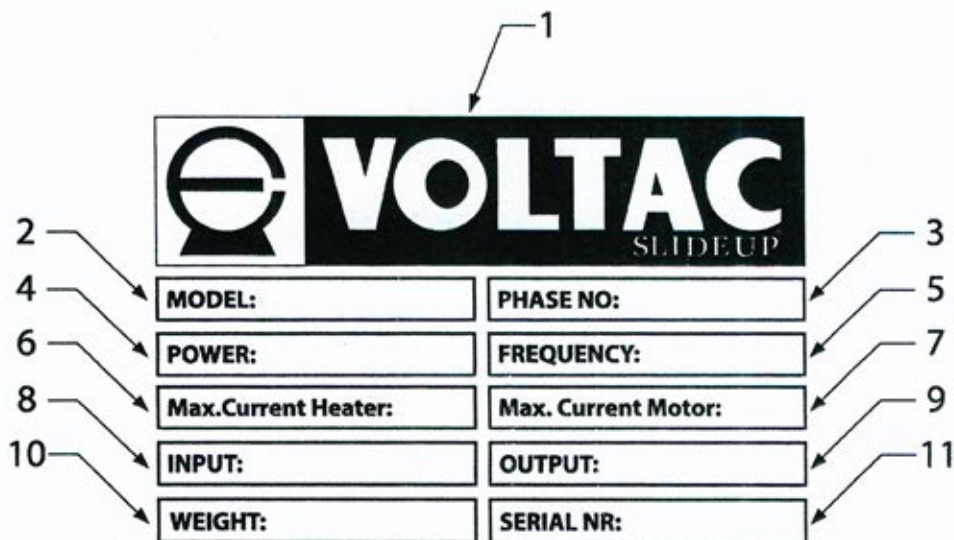 1
VOLTAC
SLIDEUP
2 MODEL: PHASE NO: 3
4 POWER: FREQUENCY: 5
6 Max.Current Heater: Max. Current Motor: 7
8 INPUT: OUTPUT: 9
10 WEIGHT: SERIAL NR: 11